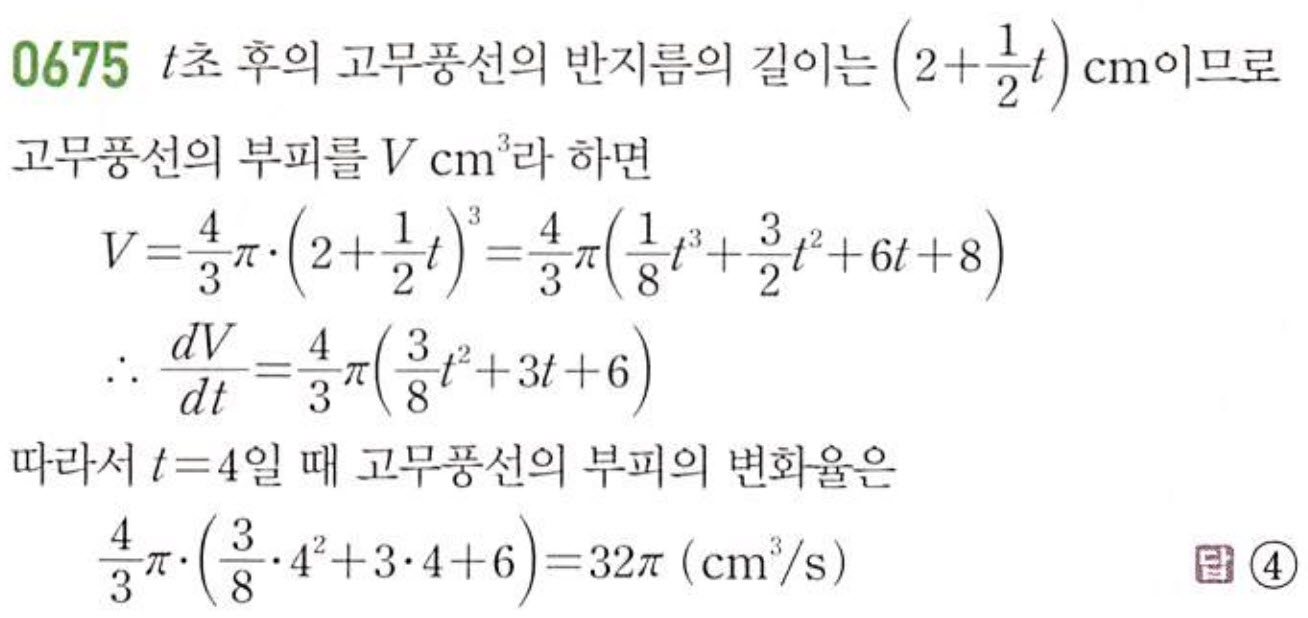 0675 t초 후의 고무풍선의 반지름의 길이는 (2+1/2t) cm이므로
고무풍선의 부피를 V cm³라 하면
V=4/3π·(2+1/2t)³=4/3π(1/8t³+3/2t²+6t+8)
∴ dV/dt=4/3π(3/8t²+3t+6)
따라서 t=4일 때 고무풍선의 부피의 변화율은
4/3π·(3/8·4²+3·4+6)=32π (cm³/s) 답 ④